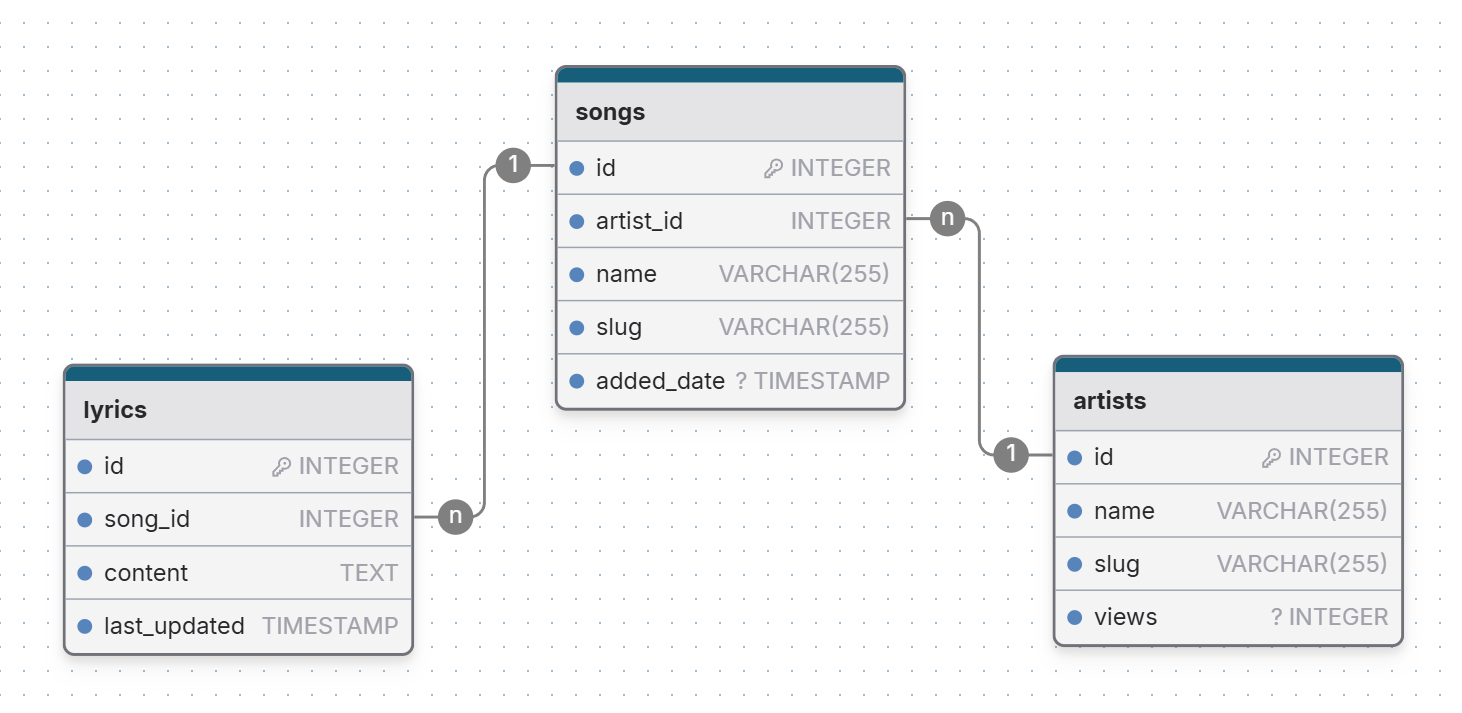 songs
id INTEGER
artist_id INTEGER
name VARCHAR(255)
slug VARCHAR(255)
added_date ? TIMESTAMP
1
n
lyrics
id INTEGER
song_id INTEGER
content TEXT
last_updated TIMESTAMP
n
1
artists
id INTEGER
name VARCHAR(255)
slug VARCHAR(255)
views ? INTEGER